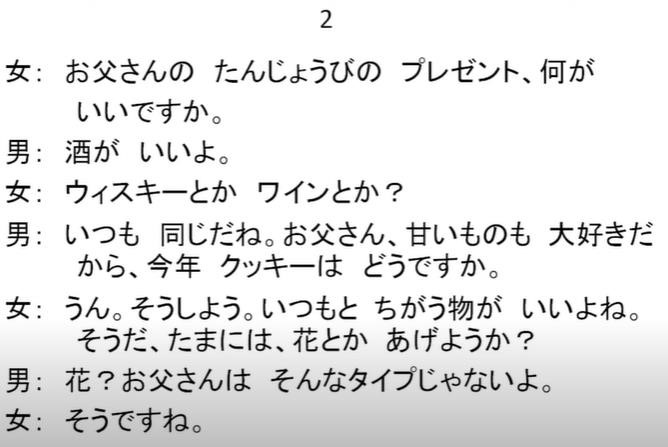 2
女： お父さんの たんじょうびの プレゼント、何が
いいですか。
男： 酒が いいよ。
女： ウィスキーとか ワインとか？
男： いつも 同じだね。お父さん、甘いものも 大好きだ
から、今年 クッキーは どうですか。
女： うん。そうしよう。いつもと ちがう物が いいよね。
そうだ、たまには、花とか あげようか？
男： 花？お父さんは そんなタイプじゃないよ。
女： そうですね。